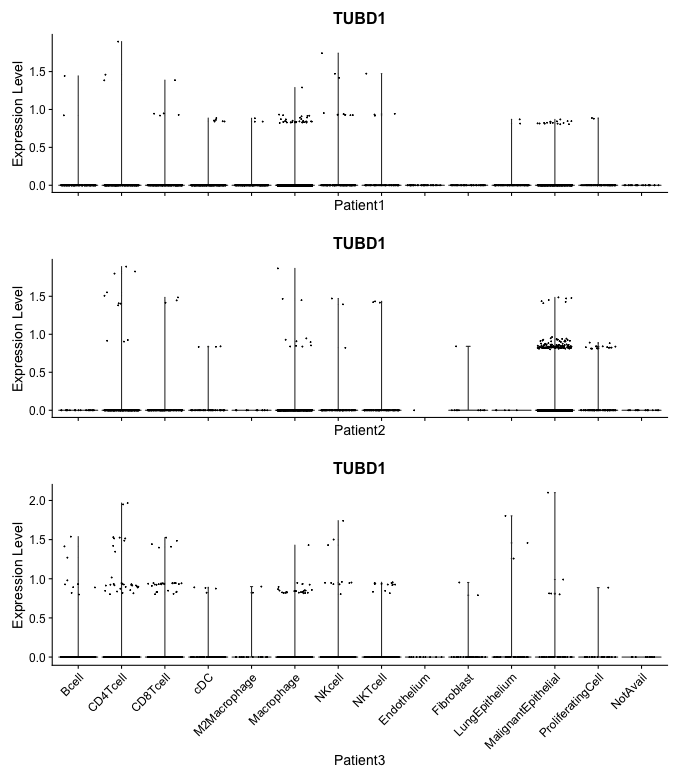 TUBD1
Expression Level
1.5
1.0
0.5
0.0
Patient1
TUBD1
Expression Level
1.5
1.0
0.5
0.0
Patient2
TUBD1
Expression Level
2.0
1.5
1.0
0.5
0.0
Bcell
CD4Tcell
CD8Tcell
cDC
M2Macrophage
Macrophage
NKcell
NKTcell
Endothelium
Fibroblast
LungEpithelium
MalignantEpithelial
ProliferatingCell
NotAvail
Patient3